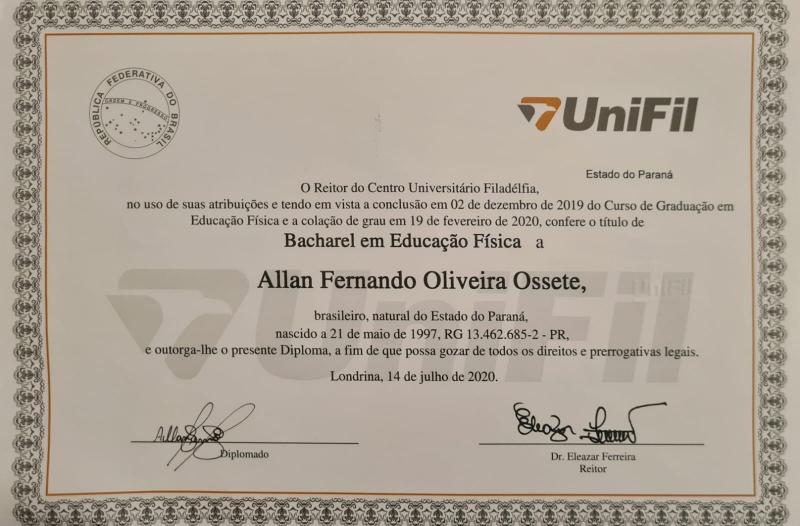 REPÚBLICA FEDERATIVA DO BRASIL
ORDEM E PROGRESSO
UniFil
Estado do Paraná
O Reitor do Centro Universitário Filadélfia,
no uso de suas atribuições e tendo em vista a conclusão em 02 de dezembro de 2019 do Curso de Graduação em
Educação Física e a colação de grau em 19 de fevereiro de 2020, confere o título de
Bacharel em Educação Física a
Allan Fernando Oliveira Ossete,
UniFil
brasileiro, natural do Estado do Paraná,
nascido a 21 de maio de 1997, RG 13.462.685-2 - PR,
e outorga-lhe o presente Diploma, a fim de que possa gozar de todos os direitos e prerrogativas legais.
Londrina, 14 de julho de 2020.
Eleazar Ferreira
Diplomado
Dr. Eleazar Ferreira
Reitor